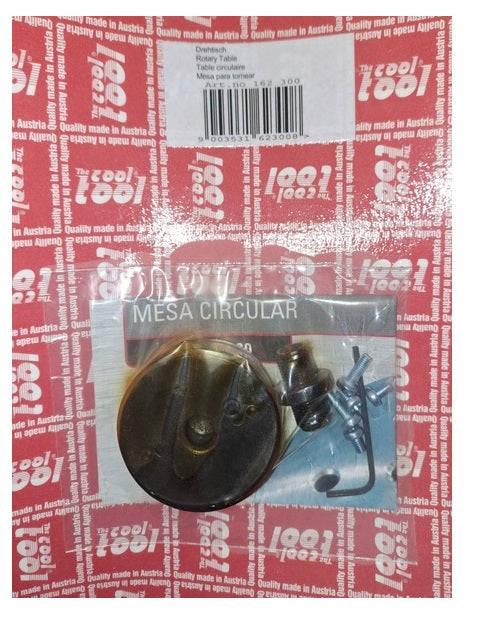 Drehtisch
Rotary Table
Table circulaire
Mesa para tornear
Art.no 162 300
9 003531 623008 >
The cool tool
Quality made in Austria
MESA CIRCULAR